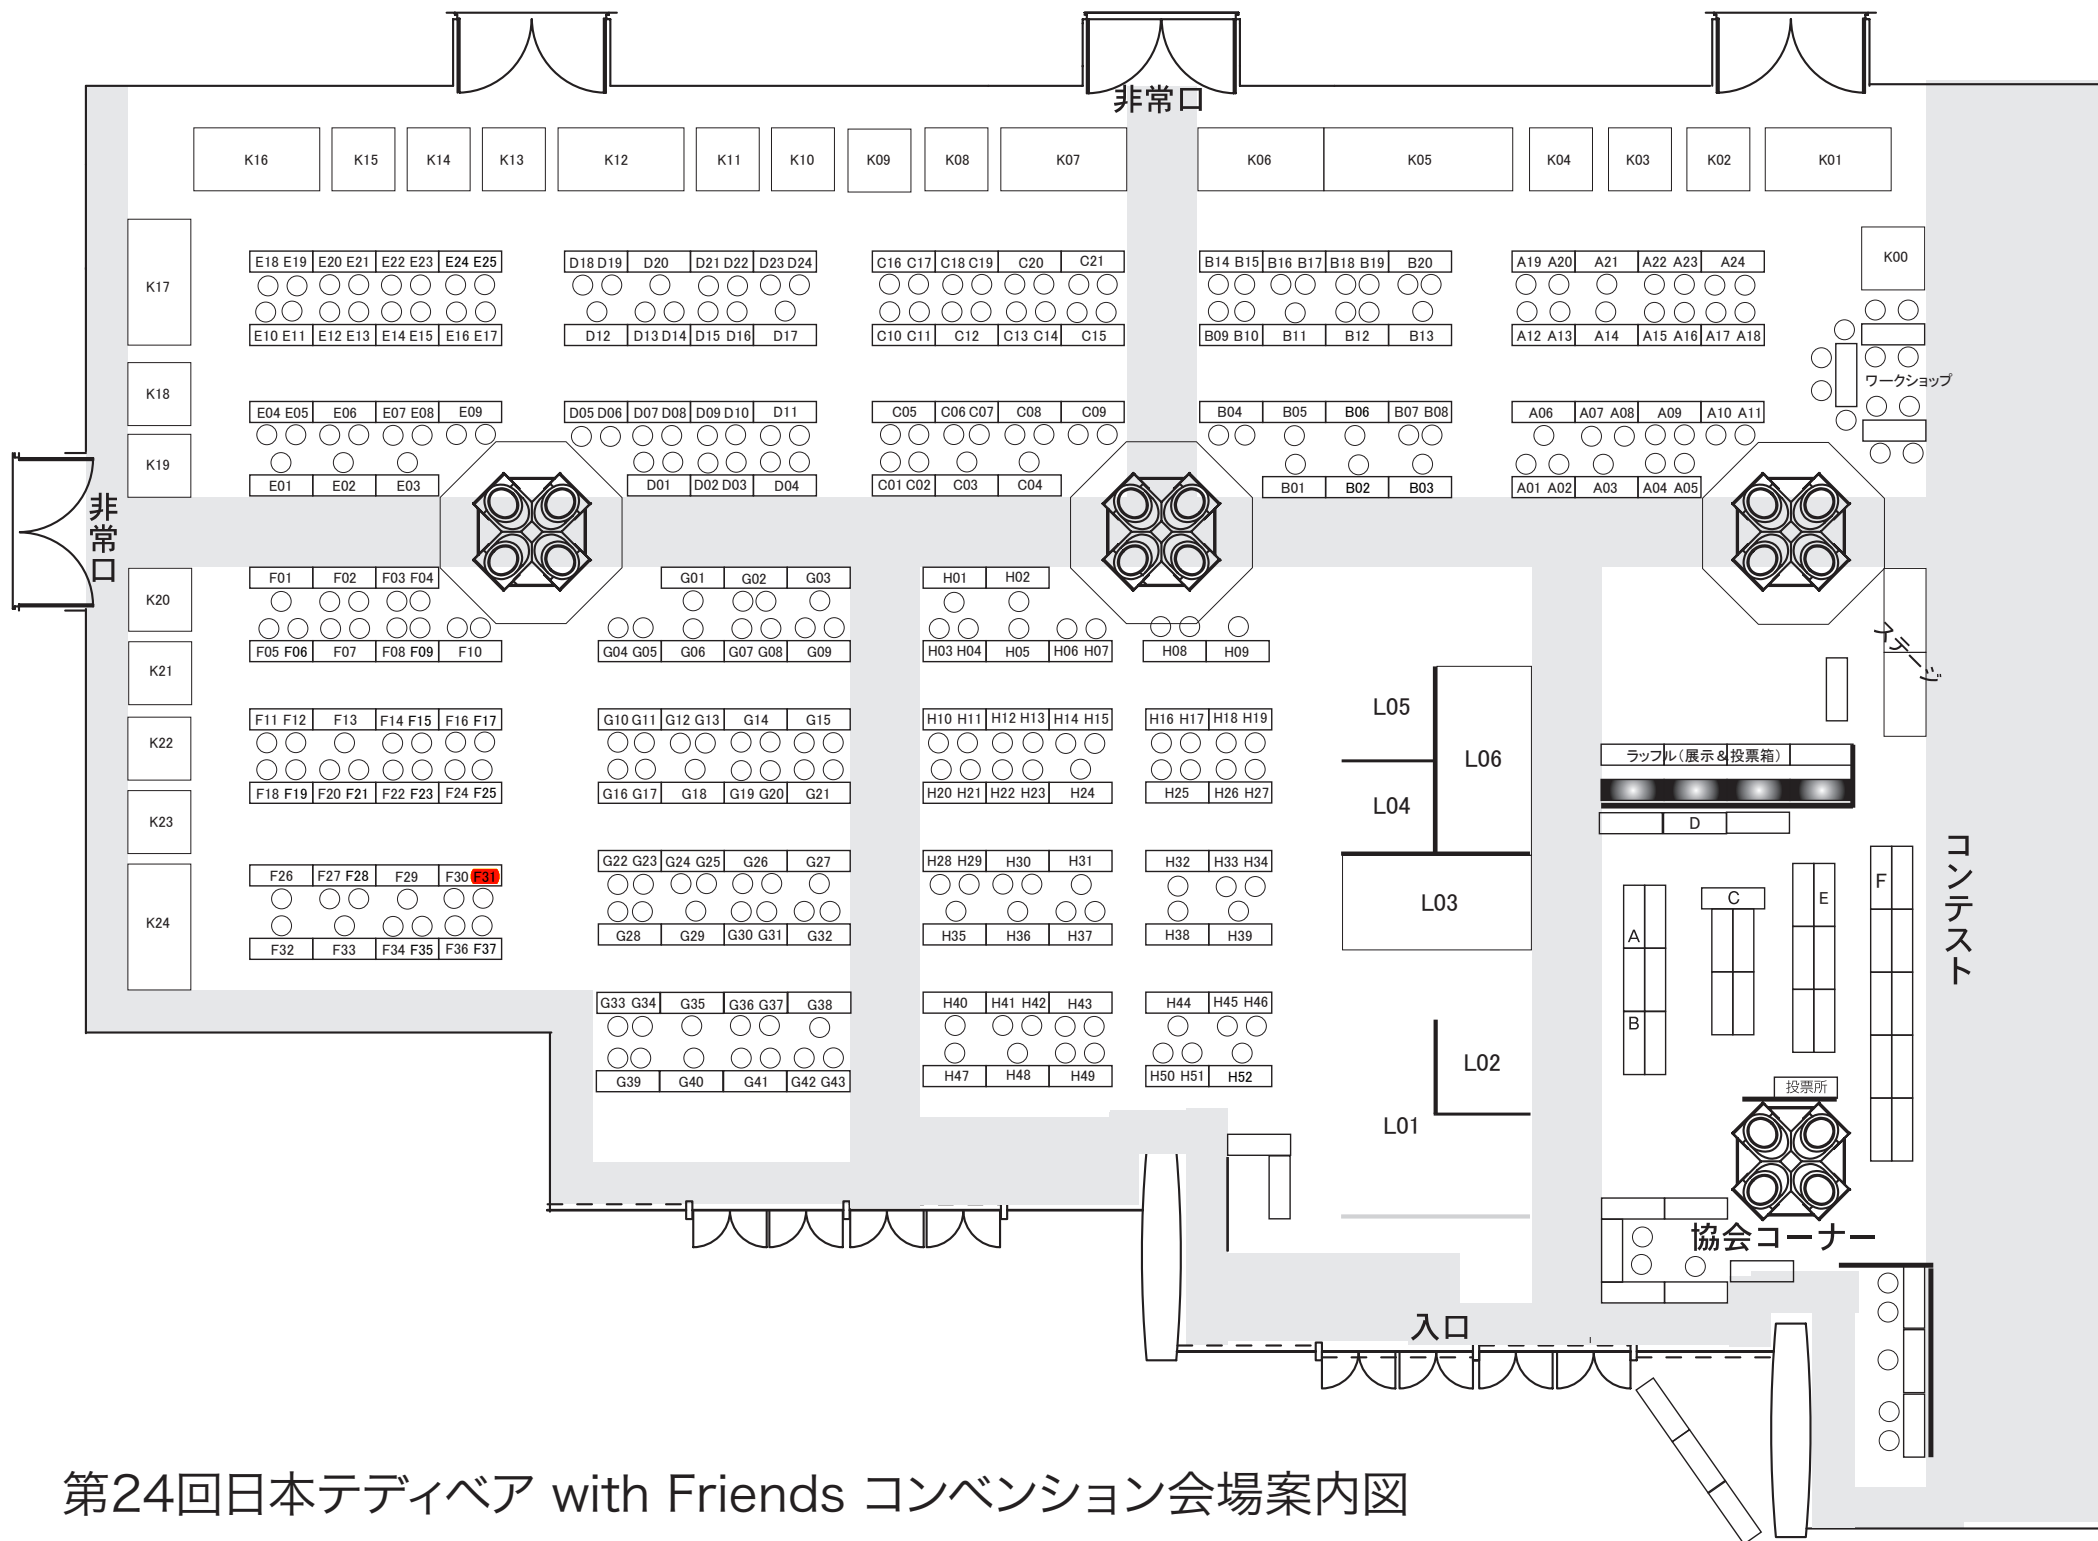 非常口
K16 K15 K14 K13 K12 K11 K10 K09 K08 K07 K06 K05 K04 K03 K02 K01
K17
K00
E18 E19 E20 E21 E22 E23 E24 E25 D18 D19 D20 D21 D22 D23 D24 C16 C17 C18 C19 C20 C21 B14 B15 B16 B17 B18 B19 B20 A19 A20 A21 A22 A23 A24
E10 E11 E12 E13 E14 E15 E16 E17 D12 D13 D14 D15 D16 D17 C10 C11 C12 C13 C14 C15 B09 B10 B11 B12 B13 A12 A13 A14 A15 A16 A17 A18
K18
ワークショップ
E04 E05 E06 E07 E08 E09 D05 D06 D07 D08 D09 D10 D11 C05 C06 C07 C08 C09 B04 B05 B06 B07 B08 A06 A07 A08 A09 A10 A11
K19
E01 E02 E03 D01 D02 D03 D04 C01 C02 C03 C04 B01 B02 B03 A01 A02 A03 A04 A05
非常口
F01 F02 F03 F04 G01 G02 G03 H01 H02
K20
ステージ
F05 F06 F07 F08 F09 F10 G04 G05 G06 G07 G08 G09 H03 H04 H05 H06 H07 H08 H09
K21
L05
F11 F12 F13 F14 F15 F16 F17 G10 G11 G12 G13 G14 G15 H10 H11 H12 H13 H14 H15 H16 H17 H18 H19
K22
L06
ラッフル(展示&投票箱)
F18 F19 F20 F21 F22 F23 F24 F25 G16 G17 G18 G19 G20 G21 H20 H21 H22 H23 H24 H25 H26 H27
L04
K23
D
F26 F27 F28 F29 F30 F31 G22 G23 G24 G25 G26 G27 H28 H29 H30 H31 H32 H33 H34
L03
コンテスト
K24
A
C
E
F
F32 F33 F34 F35 F36 F37 G28 G29 G30 G31 G32 H35 H36 H37 H38 H39
G33 G34 G35 G36 G37 G38 H40 H41 H42 H43 H44 H45 H46
B
L02
G39 G40 G41 G42 G43 H47 H48 H49 H50 H51 H52
投票所
L01
協会コーナー
入口
第24回日本テディベア with Friends コンベンション会場案内図